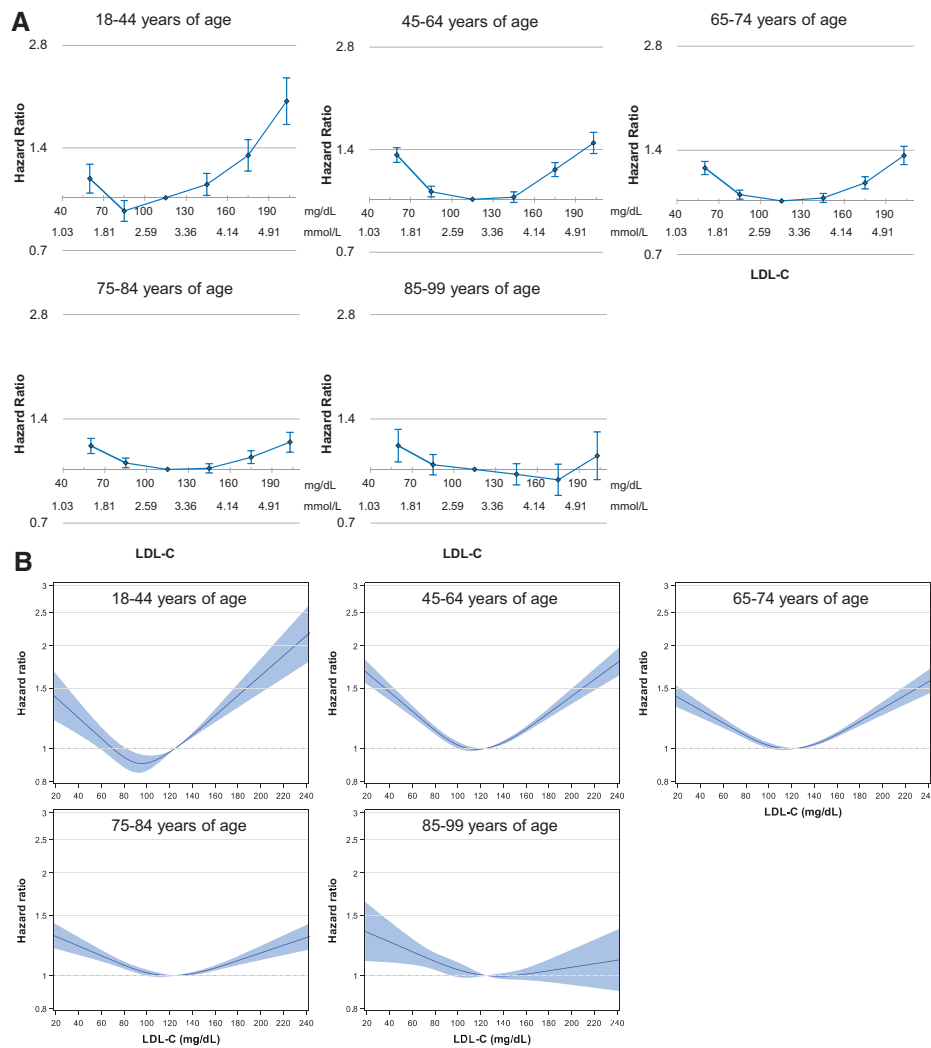 A
18-44 years of age
45-64 years of age
65-74 years of age
2.8
2.8
2.8
Hazard Ratio
Hazard Ratio
Hazard Ratio
1.4
1.4
1.4
40 70 100 130 160 190 mg/dL
40 70 100 130 160 190 mg/dL
40 70 100 130 160 190 mg/dL
1.03 1.81 2.59 3.36 4.14 4.91 mmol/L
1.03 1.81 2.59 3.36 4.14 4.91 mmol/L
1.03 1.81 2.59 3.36 4.14 4.91 mmol/L
0.7
0.7
0.7
LDL-C
75-84 years of age
85-99 years of age
2.8
2.8
Hazard Ratio
Hazard Ratio
1.4
1.4
40 70 100 130 160 190 mg/dL
40 70 100 130 160 190 mg/dL
1.03 1.81 2.59 3.36 4.14 4.91 mmol/L
1.03 1.81 2.59 3.36 4.14 4.91 mmol/L
0.7
0.7
LDL-C
LDL-C
B
18-44 years of age
45-64 years of age
65-74 years of age
Hazard ratio
3
2.5
2
1.5
1
0.8
20 40 60 80 100 120 140 160 180 200 220 240
Hazard ratio
3
2.5
2
1.5
1
0.8
20 40 60 80 100 120 140 160 180 200 220 240
Hazard ratio
3
2.5
2
1.5
1
0.8
20 40 60 80 100 120 140 160 180 200 220 240
LDL-C (mg/dL)
75-84 years of age
85-99 years of age
Hazard ratio
3
2.5
2
1.5
1
0.8
20 40 60 80 100 120 140 160 180 200 220 240
LDL-C (mg/dL)
Hazard ratio
3
2.5
2
1.5
1
0.8
20 40 60 80 100 120 140 160 180 200 220 240
LDL-C (mg/dL)